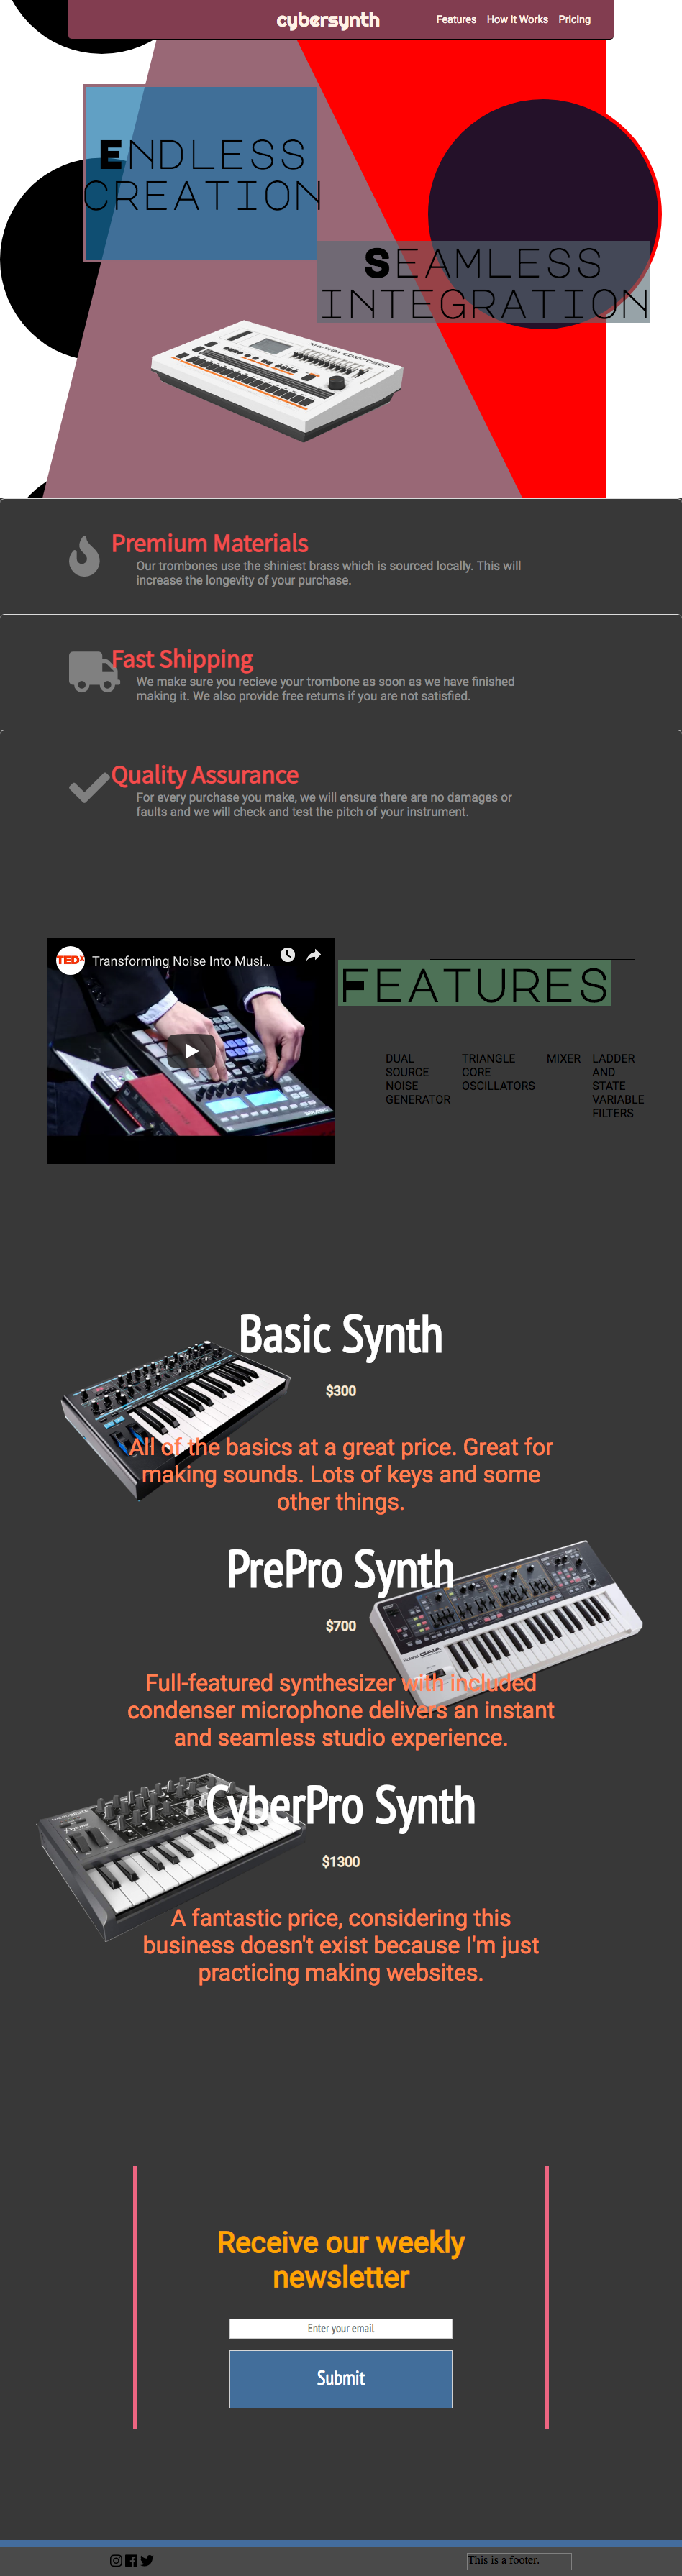 cybersynth
Features How It Works Pricing
ENDLESS
CREATION
SEAMLESS
INTEGRATION
RHYTHM COMPOSER
Premium Materials
Our trombones use the shiniest brass which is sourced locally. This will
increase the longevity of your purchase.
Fast Shipping
We make sure you recieve your trombone as soon as we have finished
making it. We also provide free returns if you are not satisfied.
Quality Assurance
For every purchase you make, we will ensure there are no damages or
faults and we will check and test the pitch of your instrument.
TEDx Transforming Noise Into Musi...
FEATURES
DUAL
SOURCE
NOISE
GENERATOR
TRIANGLE
CORE
OSCILLATORS
MIXER
LADDER
AND
STATE
VARIABLE
FILTERS
Basic Synth
$300
All of the basics at a great price. Great for
making sounds. Lots of keys and some
other things.
PrePro Synth
$700
Roland GAIA
Full-featured synthesizer with included
condenser microphone delivers an instant
and seamless studio experience.
CyberPro Synth
$1300
A fantastic price, considering this
business doesn't exist because I'm just
practicing making websites.
Receive our weekly
newsletter
Enter your email
Submit
This is a footer.